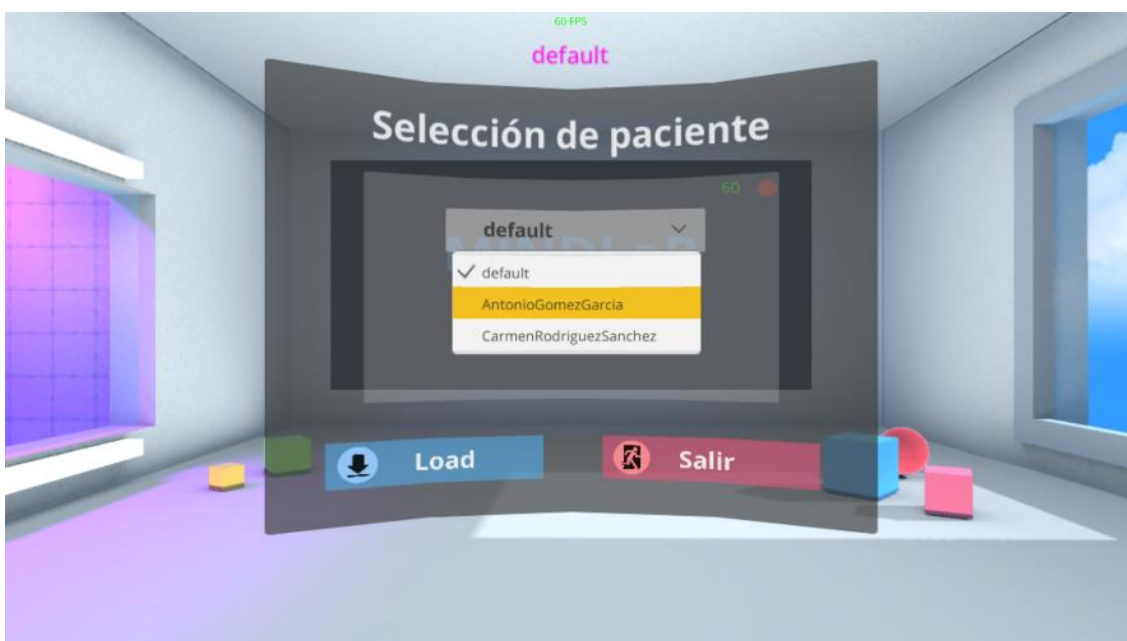 60 FPS
default
Selección de paciente
60
default
default
AntonioGomezGarcia
CarmenRodriguezSanchez
Load
Salir